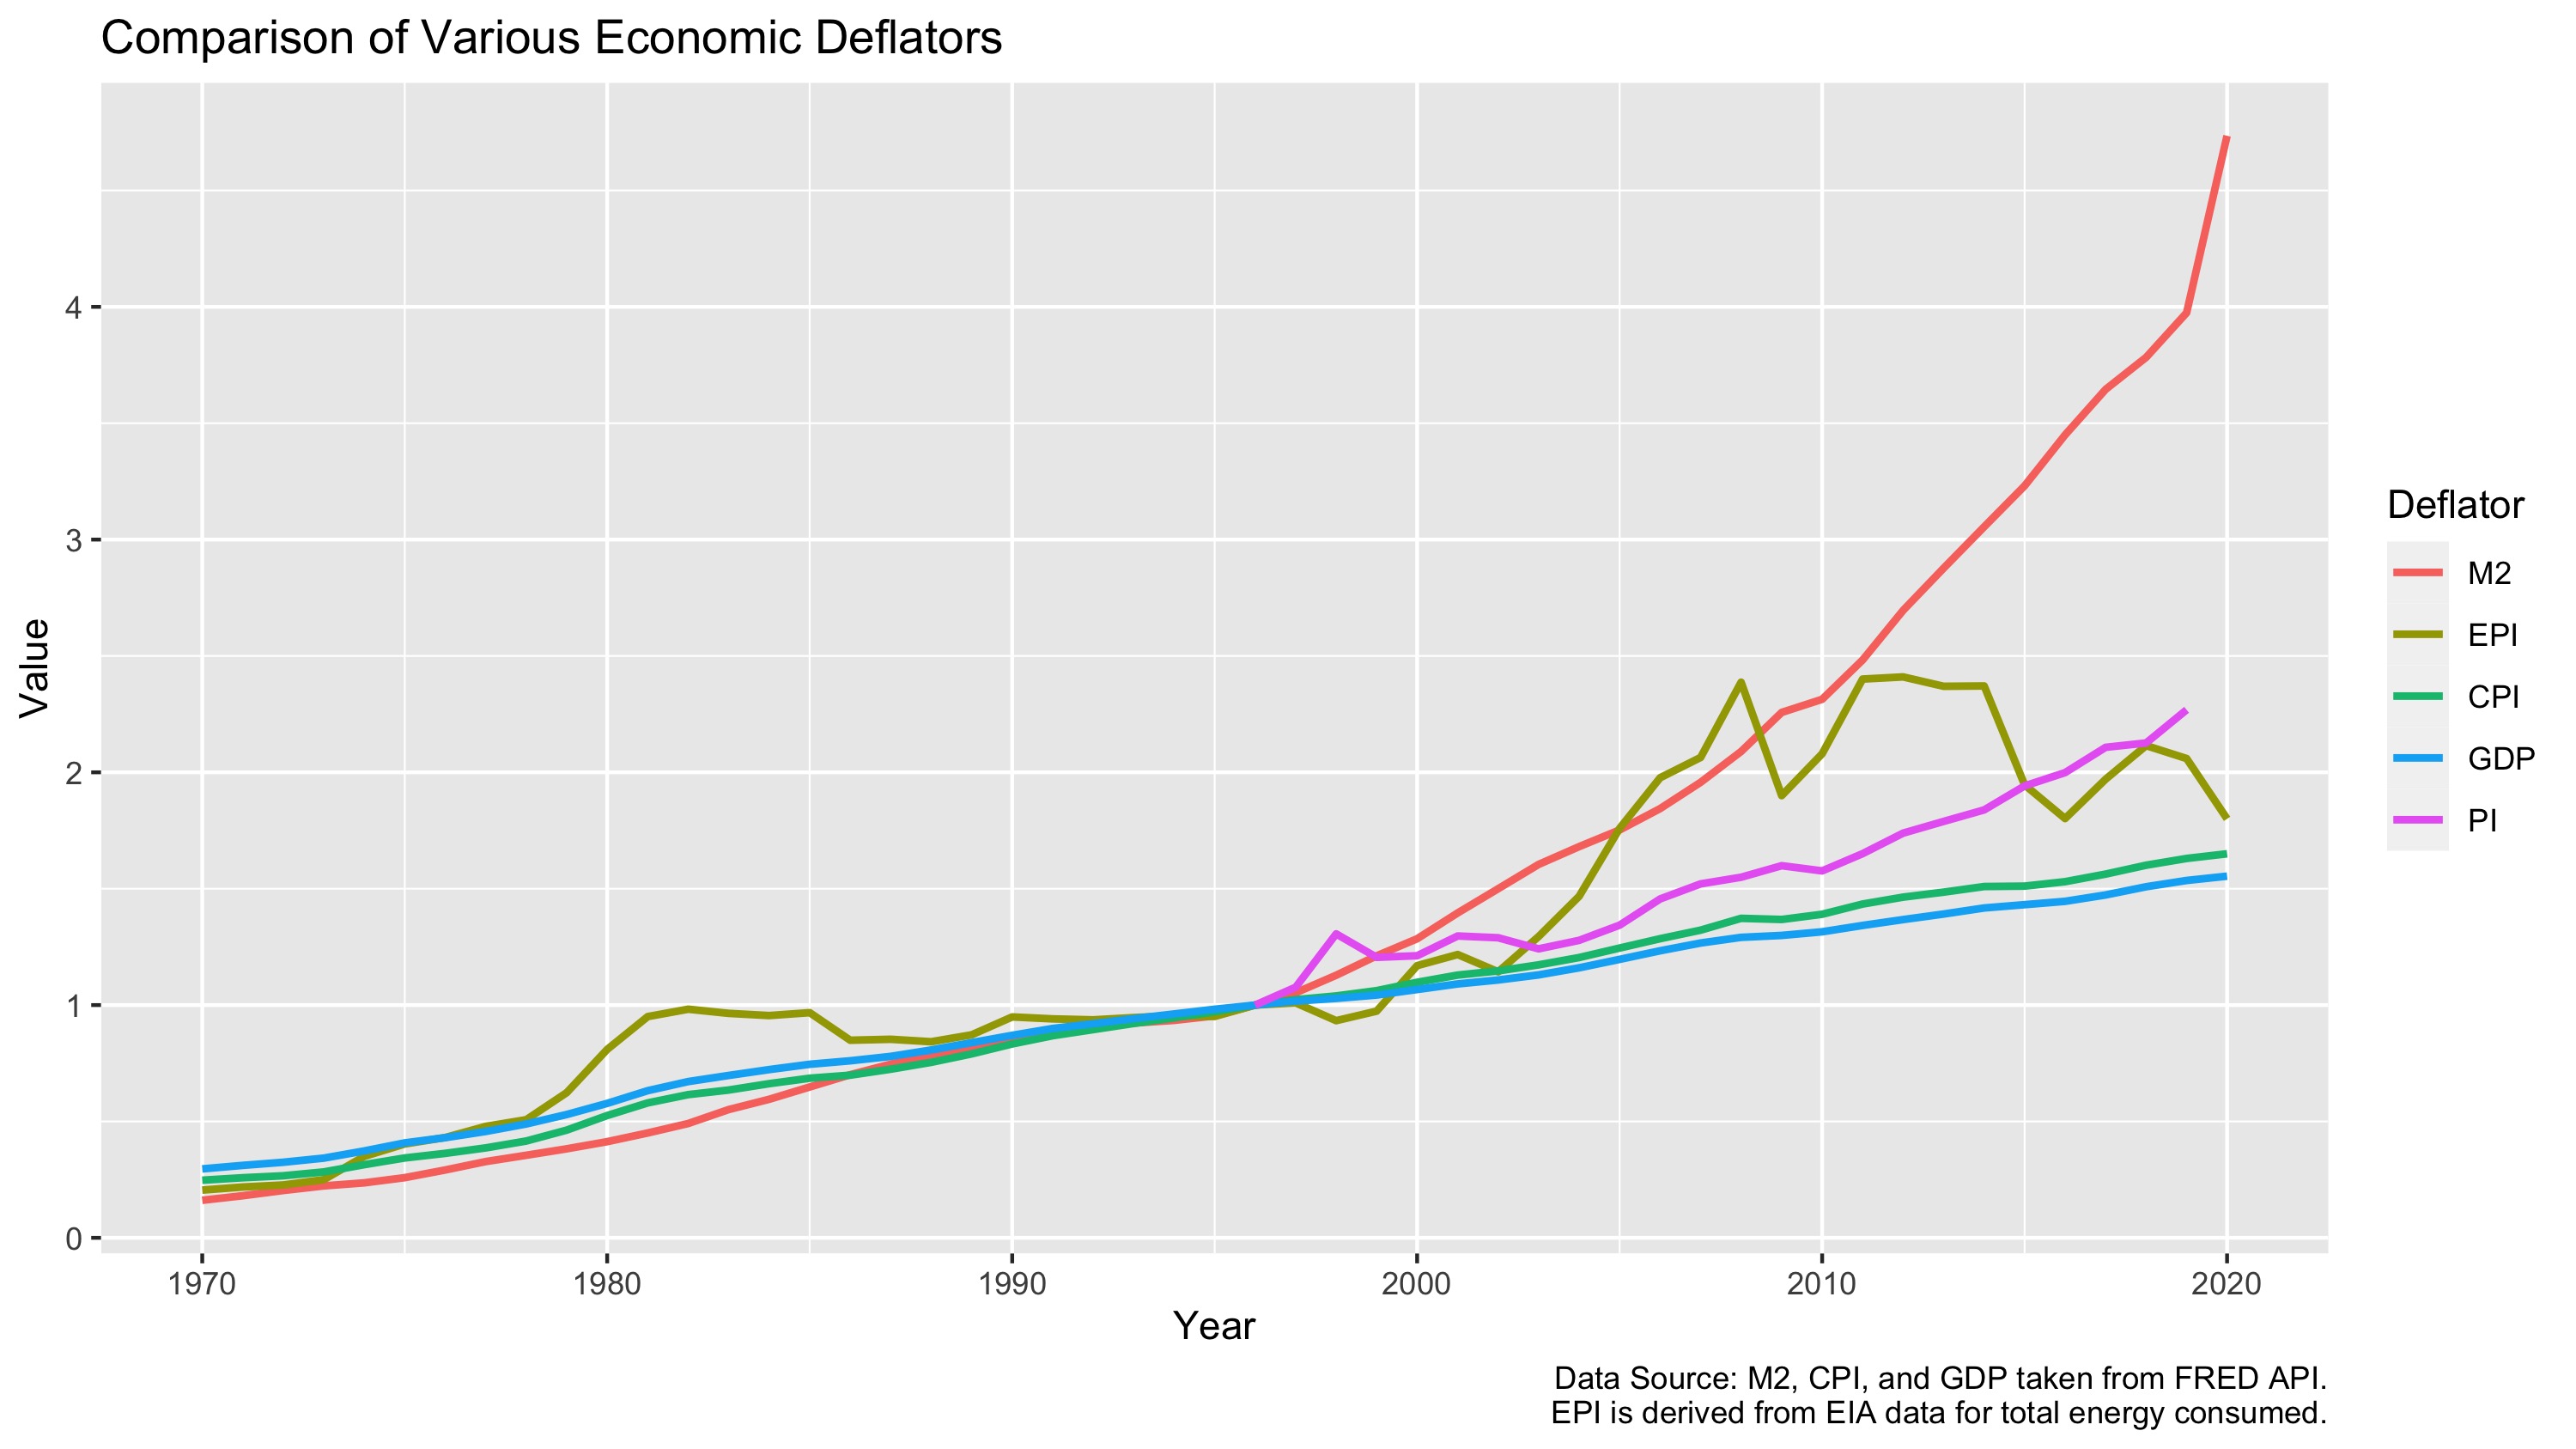 Comparison of Various Economic Deflators
Value
4
3
2
1
0
1970 1980 1990 2000 2010 2020
Year
Deflator
M2
EPI
CPI
GDP
PI
Data Source: M2, CPI, and GDP taken from FRED API.
EPI is derived from EIA data for total energy consumed.